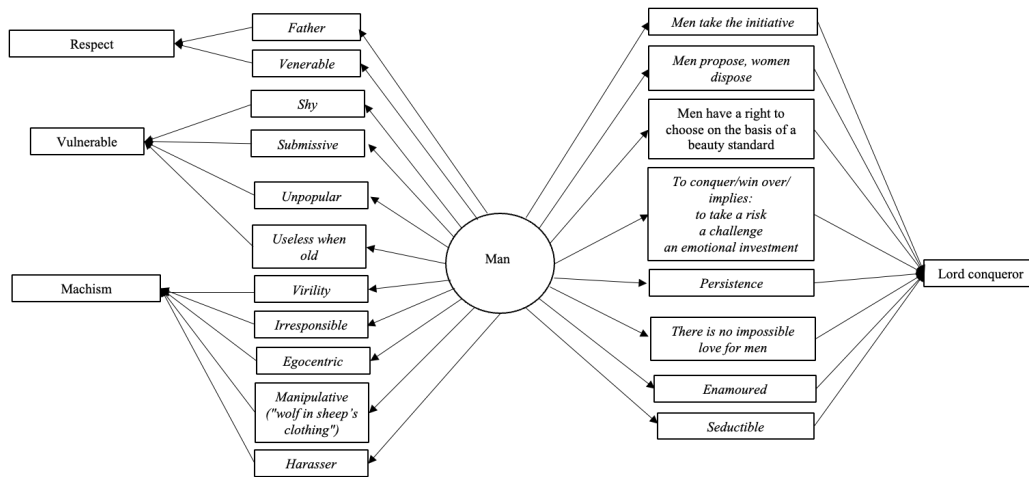 Respect
Father
Venerable
Vulnerable
Shy
Submissive
Unpopular
Useless when
old
Machism
Virility
Irresponsible
Egocentric
Manipulative
("wolf in sheep's
clothing")
Harasser
Man
Men take the initiative
Men propose, women
dispose
Men have a right to
choose on the basis of a
beauty standard
To conquer/win over/
implies:
to take a risk
a challenge
an emotional investment
Persistence
There is no impossible
love for men
Enamoured
Seductible
Lord conqueror